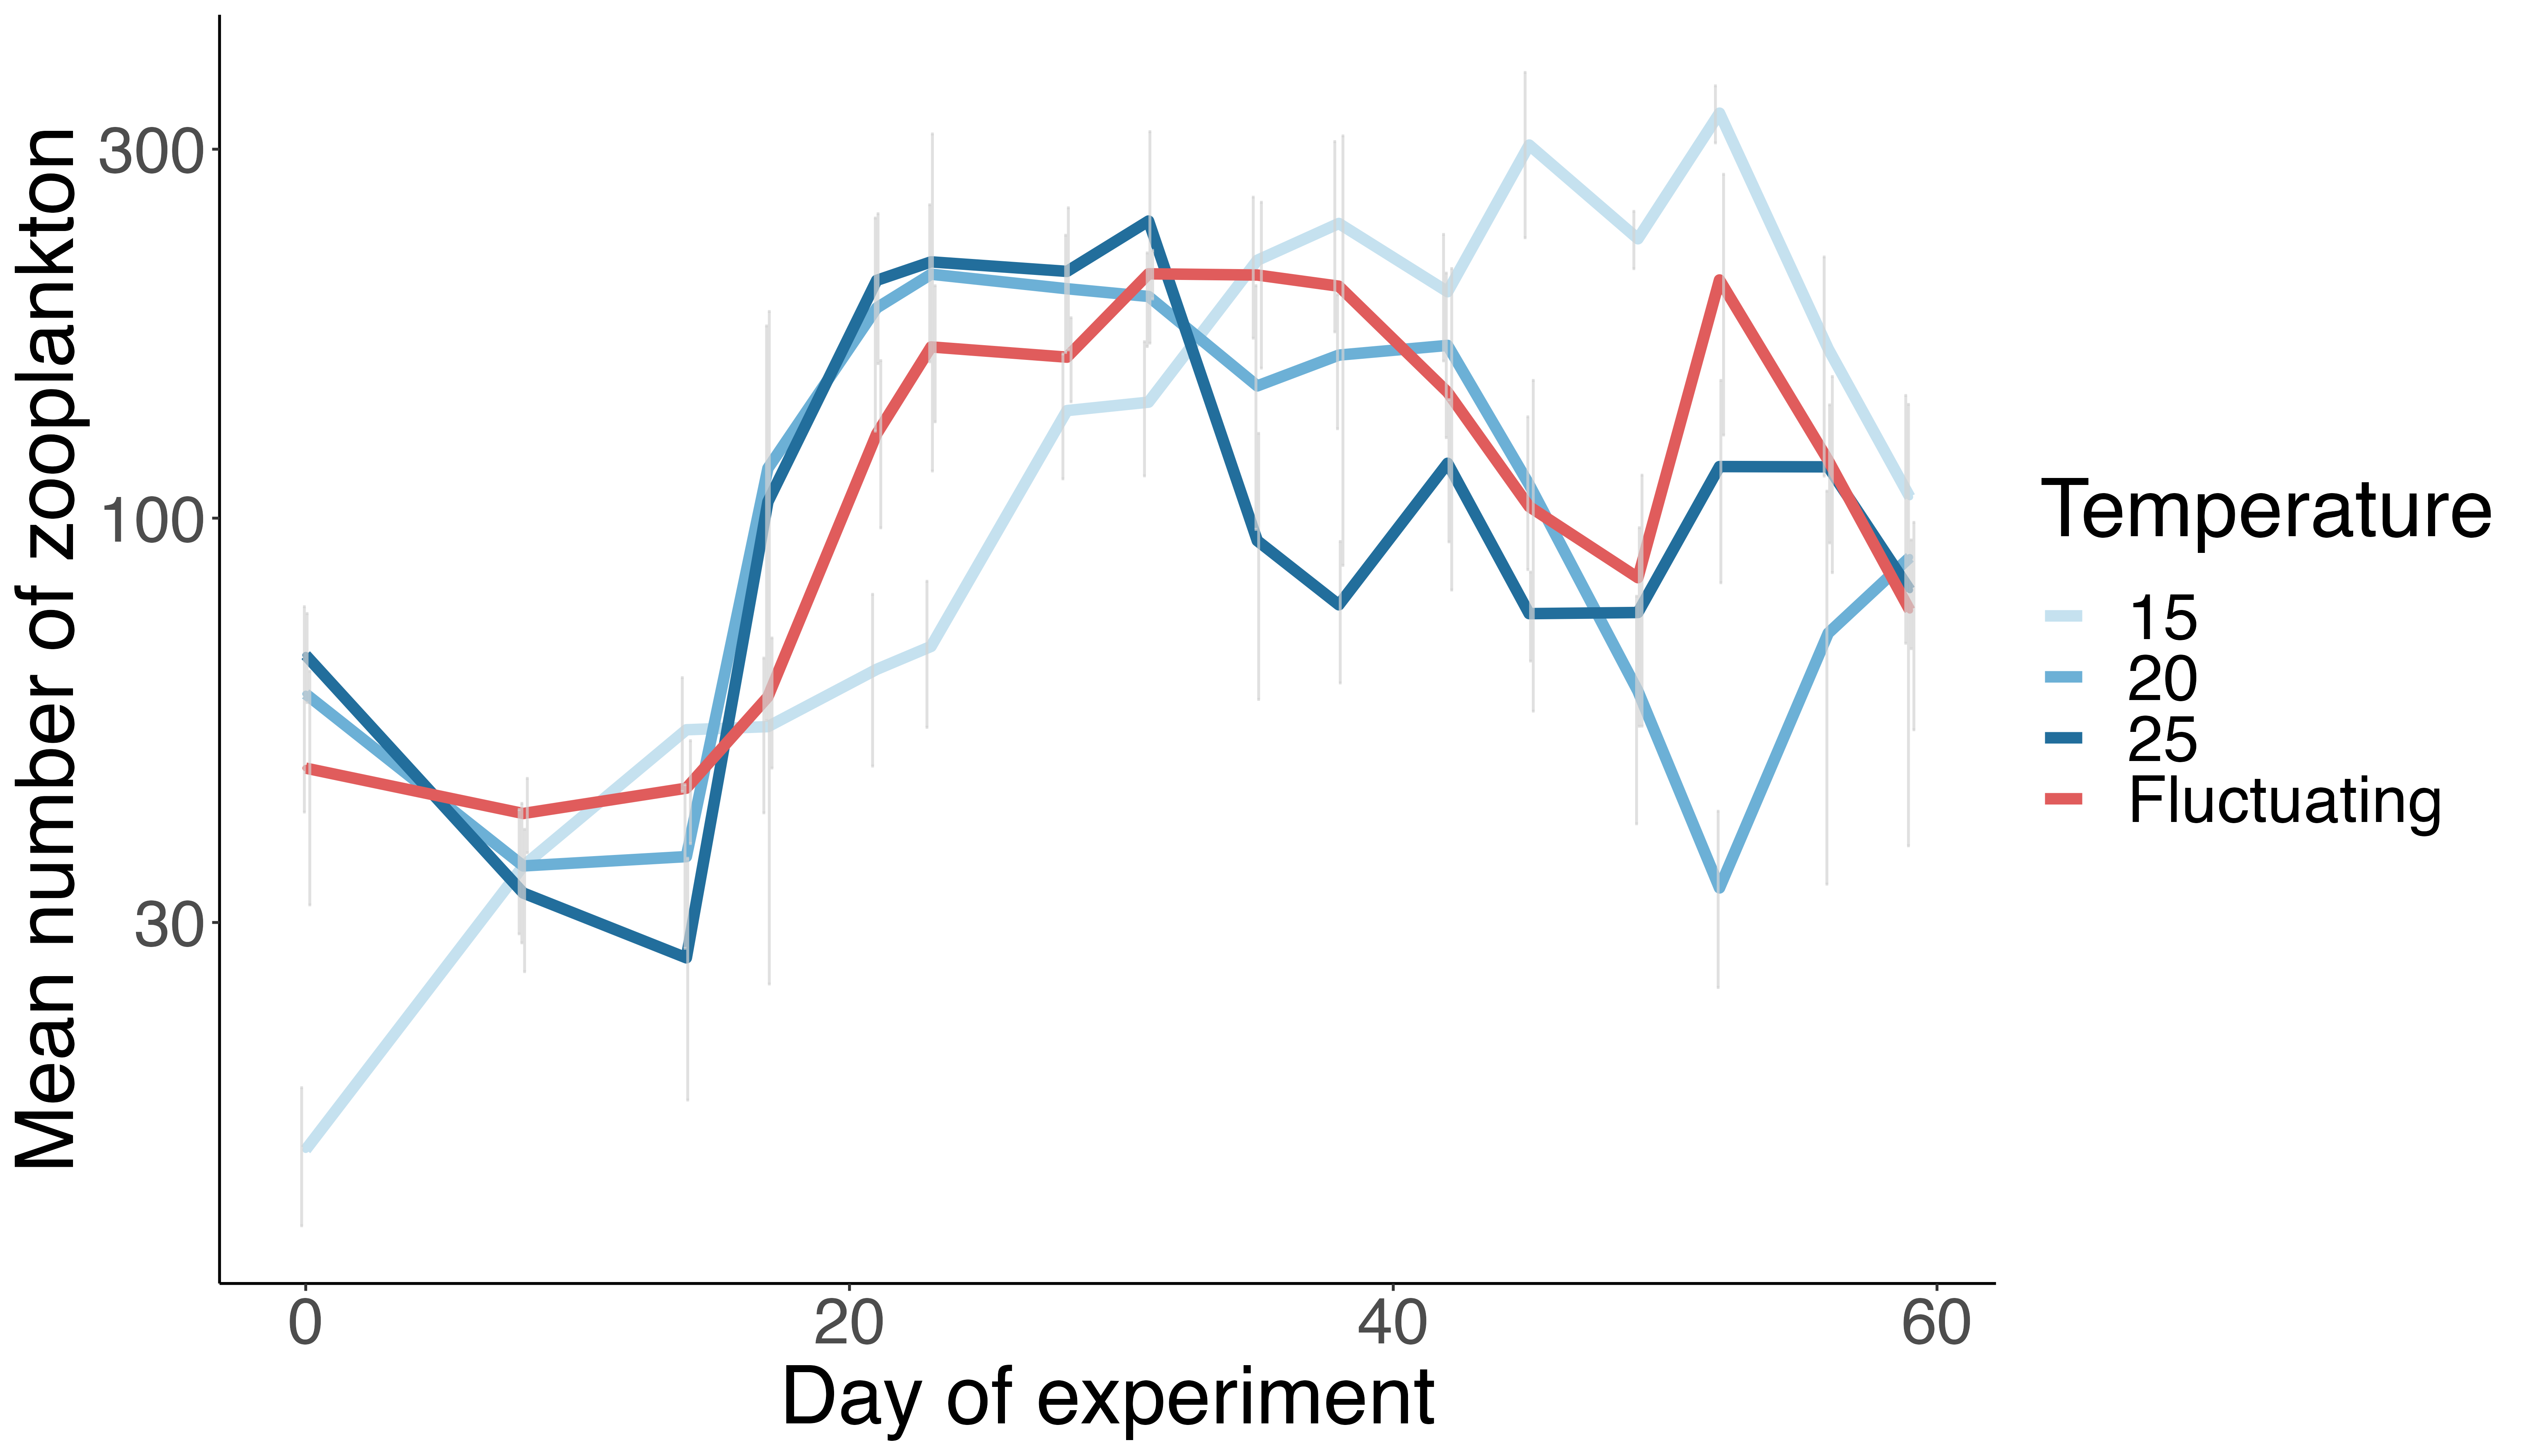 Mean number of zooplankton
300
100
30
0 20 40 60
Day of experiment
Temperature
15
20
25
Fluctuating